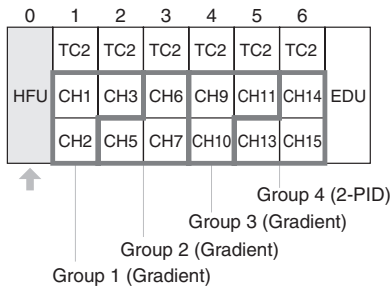 0 1 2 3 4 5 6
TC2 TC2 TC2 TC2 TC2 TC2
HFU CH1 CH3 CH6 CH9 CH11 CH14 EDU
CH2 CH5 CH7 CH10 CH13 CH15
Group 4 (2-PID)
Group 3 (Gradient)
Group 2 (Gradient)
Group 1 (Gradient)